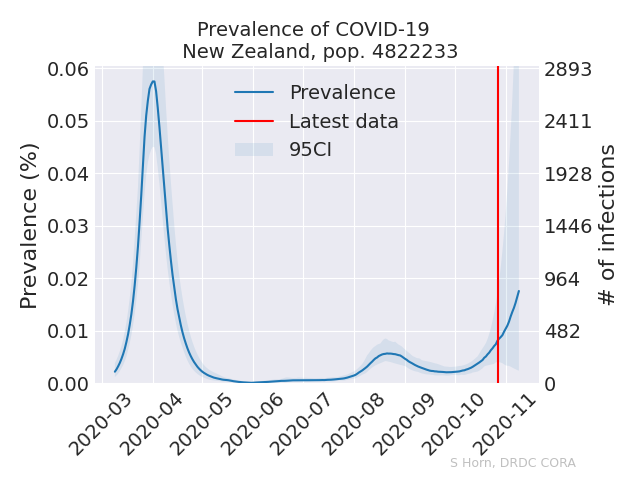 Prevalence of COVID-19
New Zealand, pop. 4822233
Prevalence (%)
0.06
0.05
0.04
0.03
0.02
0.01
0.00
Prevalence
Latest data
95CI
2893
2411
1928
1446
964
482
0
# of infections
2020-03
2020-04
2020-05
2020-06
2020-07
2020-08
2020-09
2020-10
2020-11
S Horn, DRDC CORA